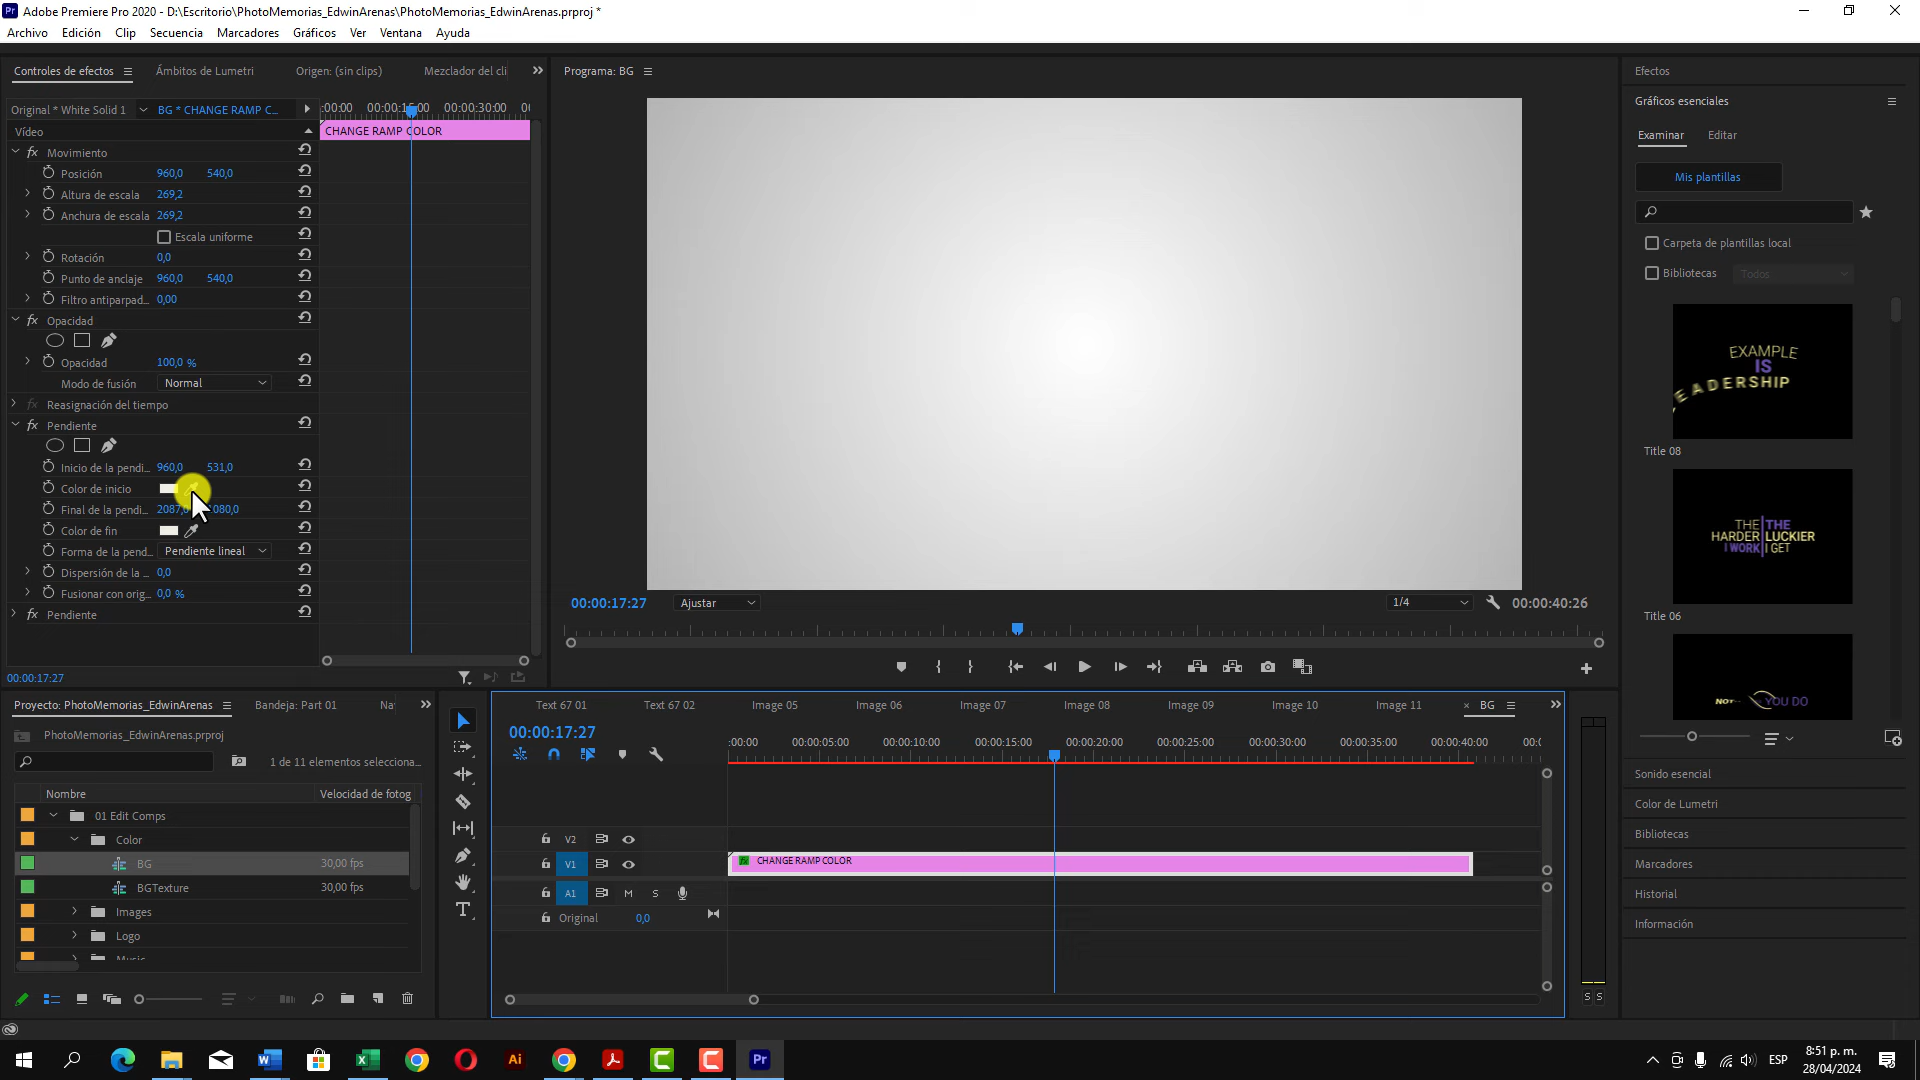 Adobe Premiere Pro 2020 - D:\Escritorio\PhotoMemorias_EdwinArenas\PhotoMemorias_EdwinArenas.prproj *
Archivo Edición Clip Secuencia Marcadores Gráficos Ver Ventana Ayuda
Controles de efectos Ámbitos de Lumetri Origen: (sin clips) Mezclador del cli
Original * White Solid 1 BG * CHANGE RAMP C...
:00:00 00:00:15:00 00:00:30:00
Vídeo
CHANGE RAMP COLOR
fx Movimiento
Posición 960,0 540,0
Altura de escala 269,2
Anchura de escala 269,2
Escala uniforme
Rotación 0,0
Punto de anclaje 960,0 540,0
Filtro antiparpad... 0,00
fx Opacidad
Opacidad 100,0 %
Modo de fusión Normal
fx Reasignación del tiempo
fx Pendiente
Inicio de la pendi... 960,0 531,0
Color de inicio
Final de la pendi... 2087,0 1080,0
Color de fin
Forma de la pend... Pendiente lineal
Dispersión de la ... 0,0
Fusionar con orig... 0,0 %
fx Pendiente
00:00:17:27
Programa: BG
00:00:17:27 Ajustar 1/4 00:00:40:26
Efectos
Gráficos esenciales
Examinar Editar
Mis plantillas
Carpeta de plantillas local
Bibliotecas Todos
EXAMPLE
IS
LEADERSHIP
Title 08
THE THE
HARDER LUCKIER
I WORK I GET
Title 06
NOT YOU DO
Sonido esencial
Color de Lumetri
Bibliotecas
Marcadores
Historial
Información
Proyecto: PhotoMemorias_EdwinArenas Bandeja: Part 01 Na
PhotoMemorias_EdwinArenas.prproj
1 de 11 elementos selecciona...
Nombre Velocidad de fotog
01 Edit Comps
Color
BG 30,00 fps
BGTexture 30,00 fps
Images
Logo
Music
Text 67 01 Text 67 02 Image 05 Image 06 Image 07 Image 08 Image 09 Image 10 Image 11 × BG
00:00:17:27
:00:00 00:00:05:00 00:00:10:00 00:00:15:00 00:00:20:00 00:00:25:00 00:00:30:00 00:00:35:00 00:00:40:00 00:0
V2
V1 fx CHANGE RAMP COLOR
A1 M S
Original 0,0
S S
ESP
8:51 p. m.
28/04/2024